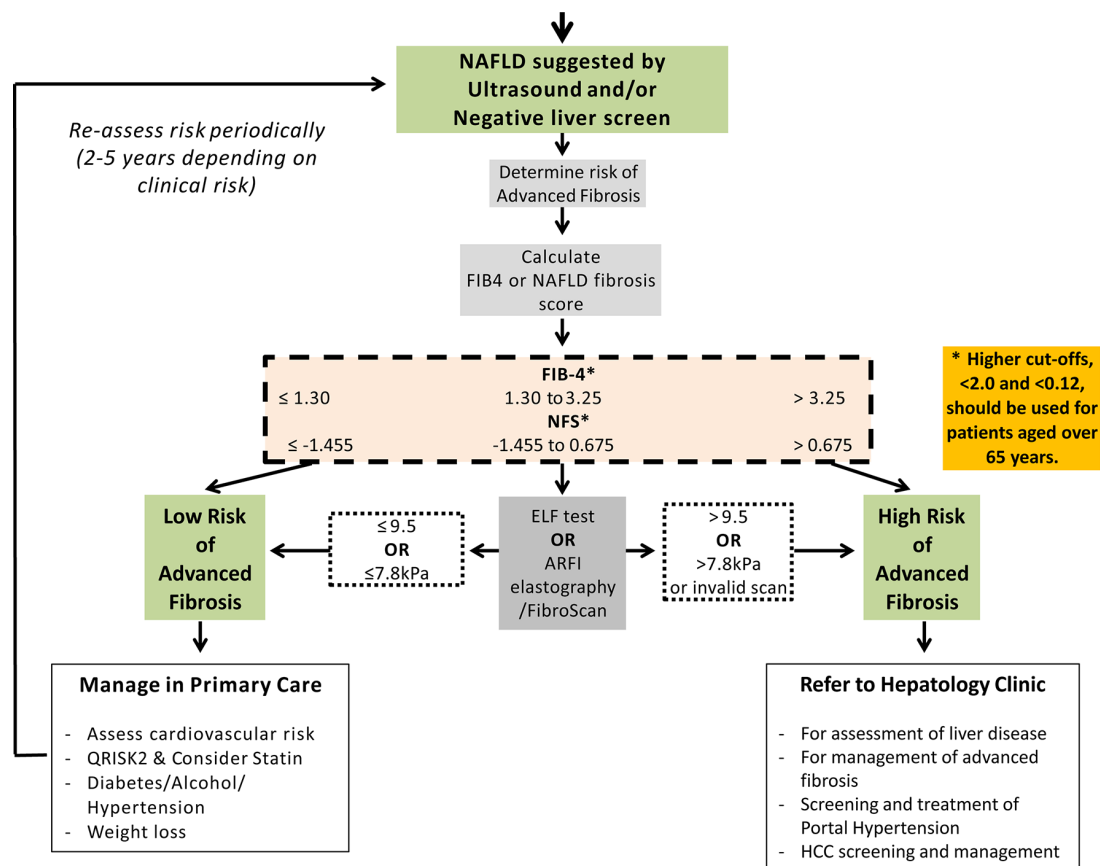 NAFLD suggested by
Ultrasound and/or
Negative liver screen
Re-assess risk periodically
(2-5 years depending on
clinical risk)
Determine risk of
Advanced Fibrosis
Calculate
FIB4 or NAFLD fibrosis
score
FIB-4*
≤ 1.30 1.30 to 3.25 > 3.25
NFS*
≤ -1.455 -1.455 to 0.675 > 0.675
* Higher cut-offs,
<2.0 and <0.12,
should be used for
patients aged over
65 years.
Low Risk
of
Advanced
Fibrosis
≤ 9.5
OR
≤7.8kPa
ELF test
OR
ARFI
elastography
/FibroScan
> 9.5
OR
>7.8kPa
or invalid scan
High Risk
of
Advanced
Fibrosis
Manage in Primary Care
- Assess cardiovascular risk
- QRISK2 & Consider Statin
- Diabetes/Alcohol/
Hypertension
- Weight loss
Refer to Hepatology Clinic
- For assessment of liver disease
- For management of advanced
fibrosis
- Screening and treatment of
Portal Hypertension
- HCC screening and management